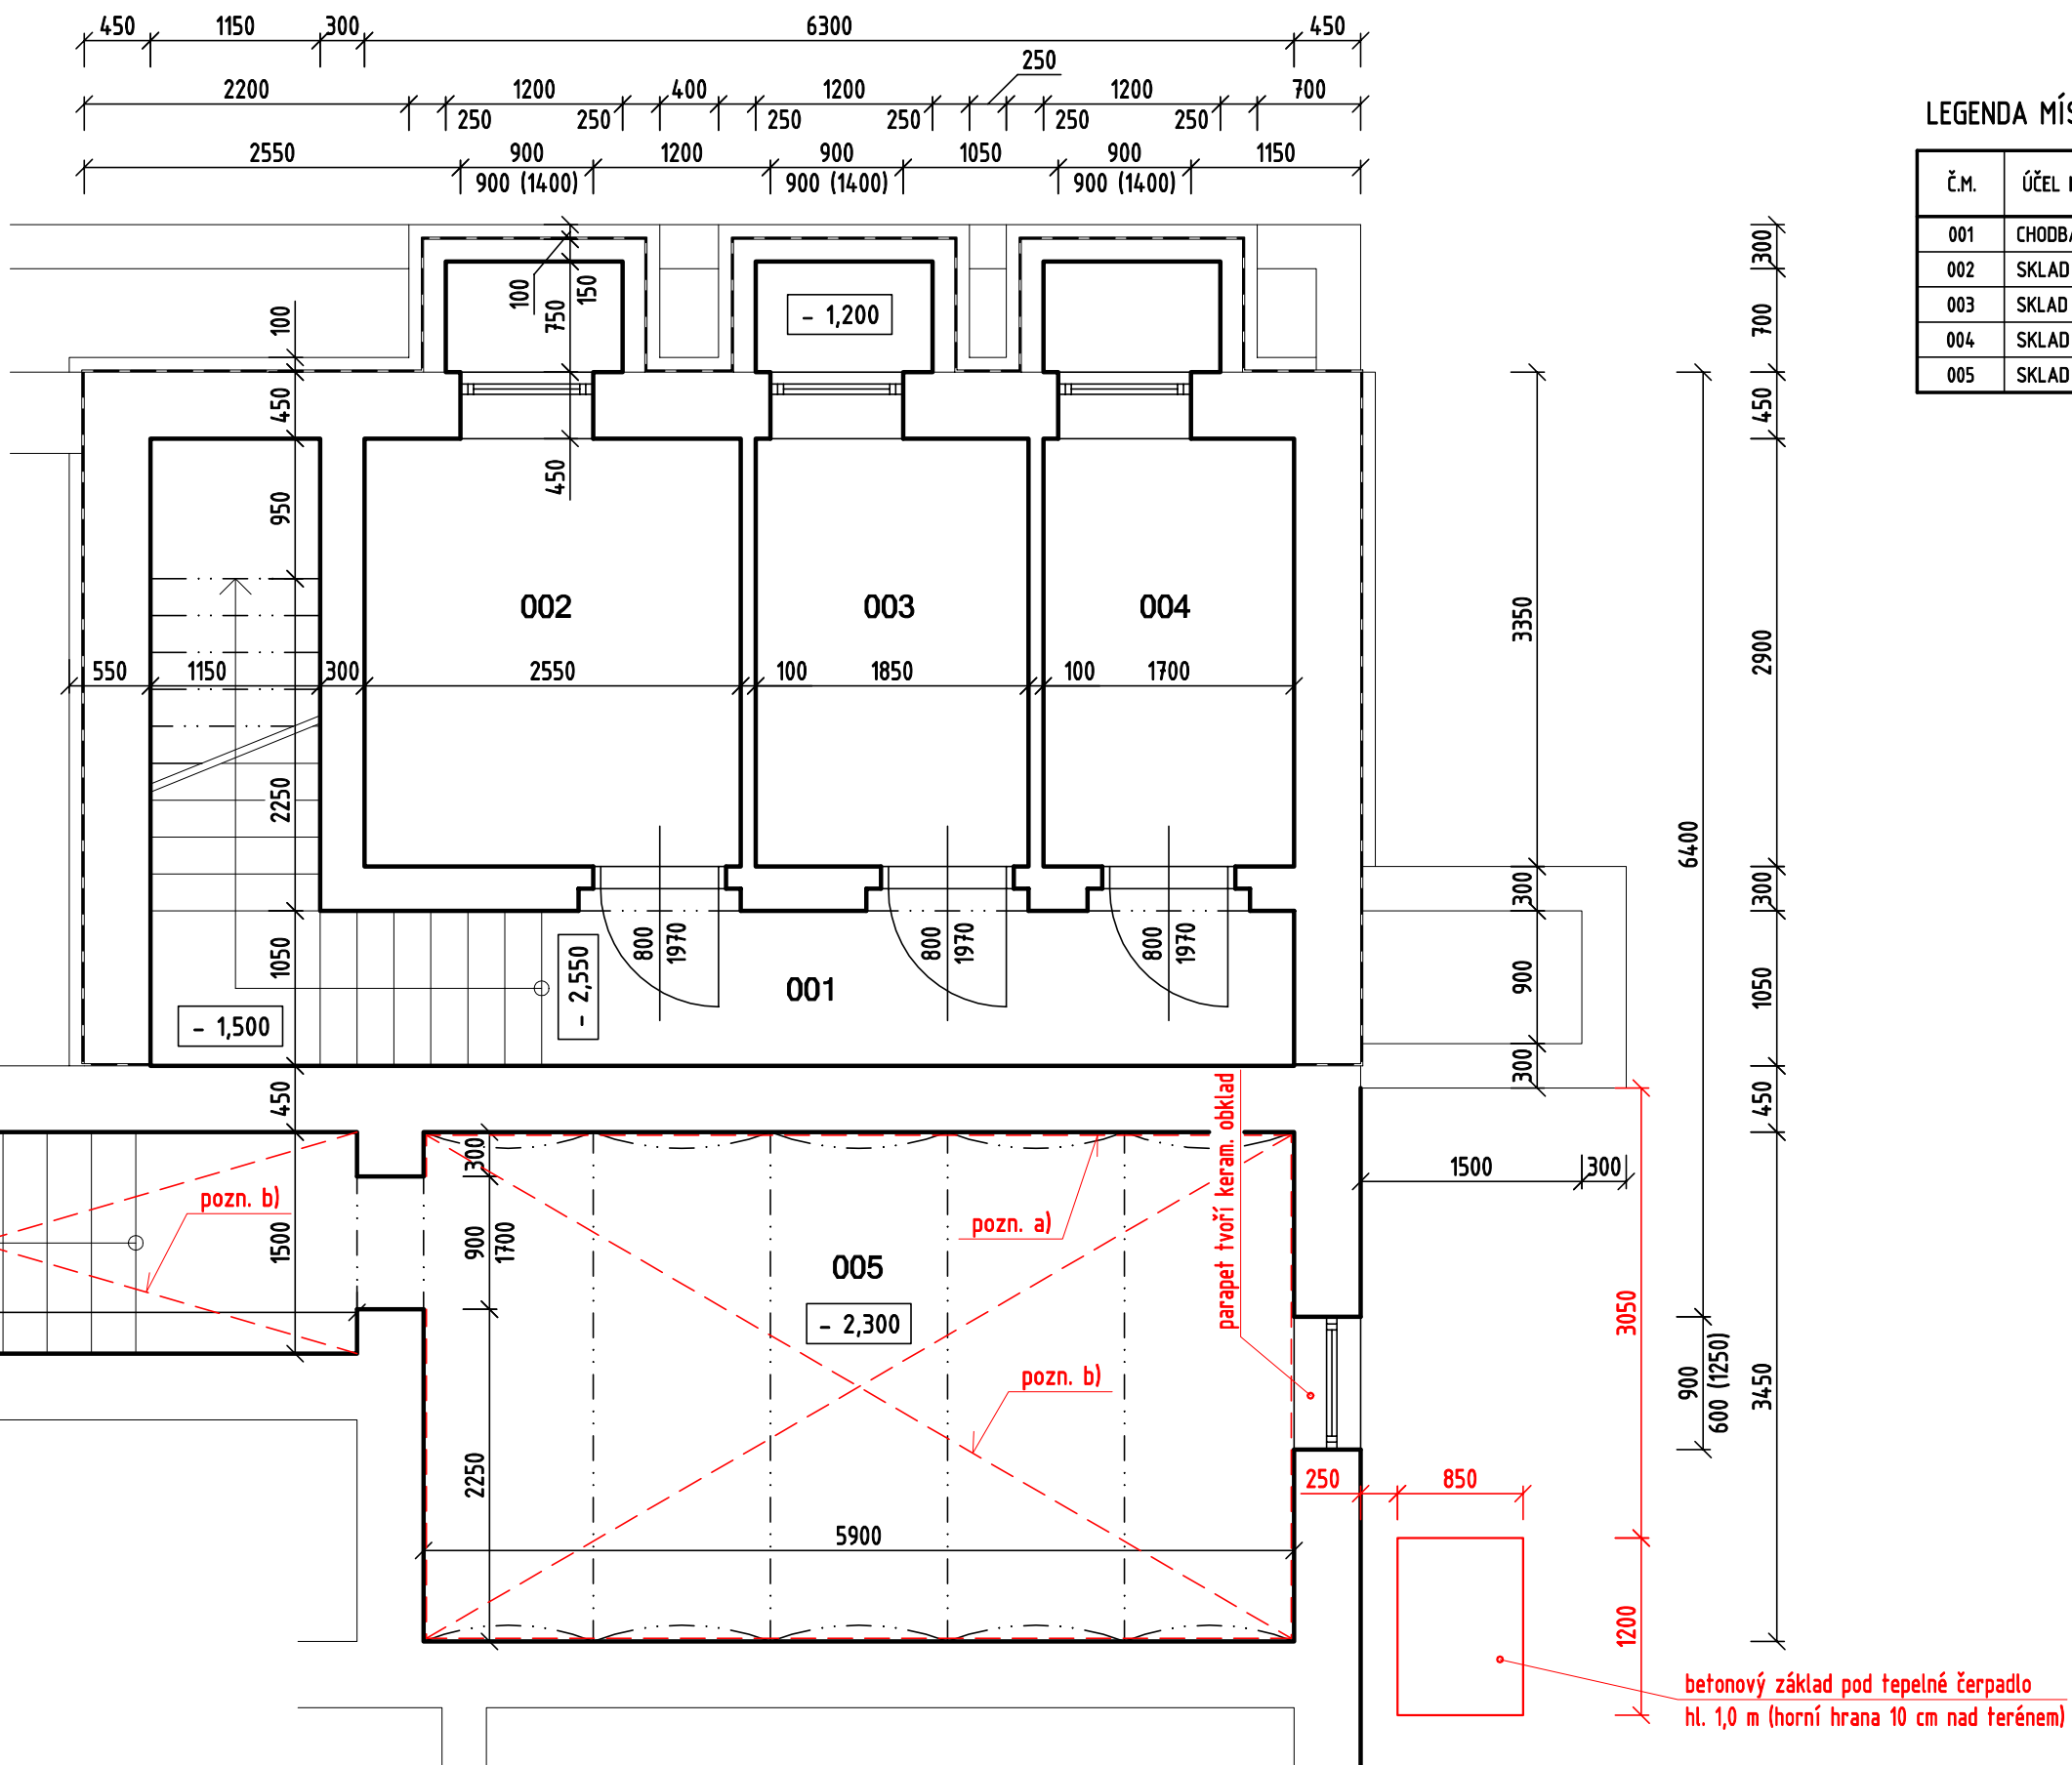 450 1150 300 6300 450
250
2200 1200 400 1200 1200 700
250 250 250 250 250 250
2550 900 1200 900 1050 900 1150
900 (1400) 900 (1400) 900 (1400)
LEGENDA MÍS
Č.M. ÚČEL
001 CHODBA
002 SKLAD
003 SKLAD
004 SKLAD
005 SKLAD
300
100 150
750
- 1,200
100
700
450
450
450
950
002 003 004
3350
2900
550 1150 300 2550 100 1850 100 1700
2250
6400
300
300
800 1970
800 1970
800 1970
1050
- 2,550
001
900
1050
- 1,500
300
450
450
parapet tvoří keram. obklad
300
1500 300
pozn. b)
pozn. a)
1500
900
1700
005
- 2,300
3050
pozn. b)
900
600 (1250)
3450
2250
250 850
5900
1200
betonový základ pod tepelné čerpadlo
hl. 1,0 m (horní hrana 10 cm nad terénem)